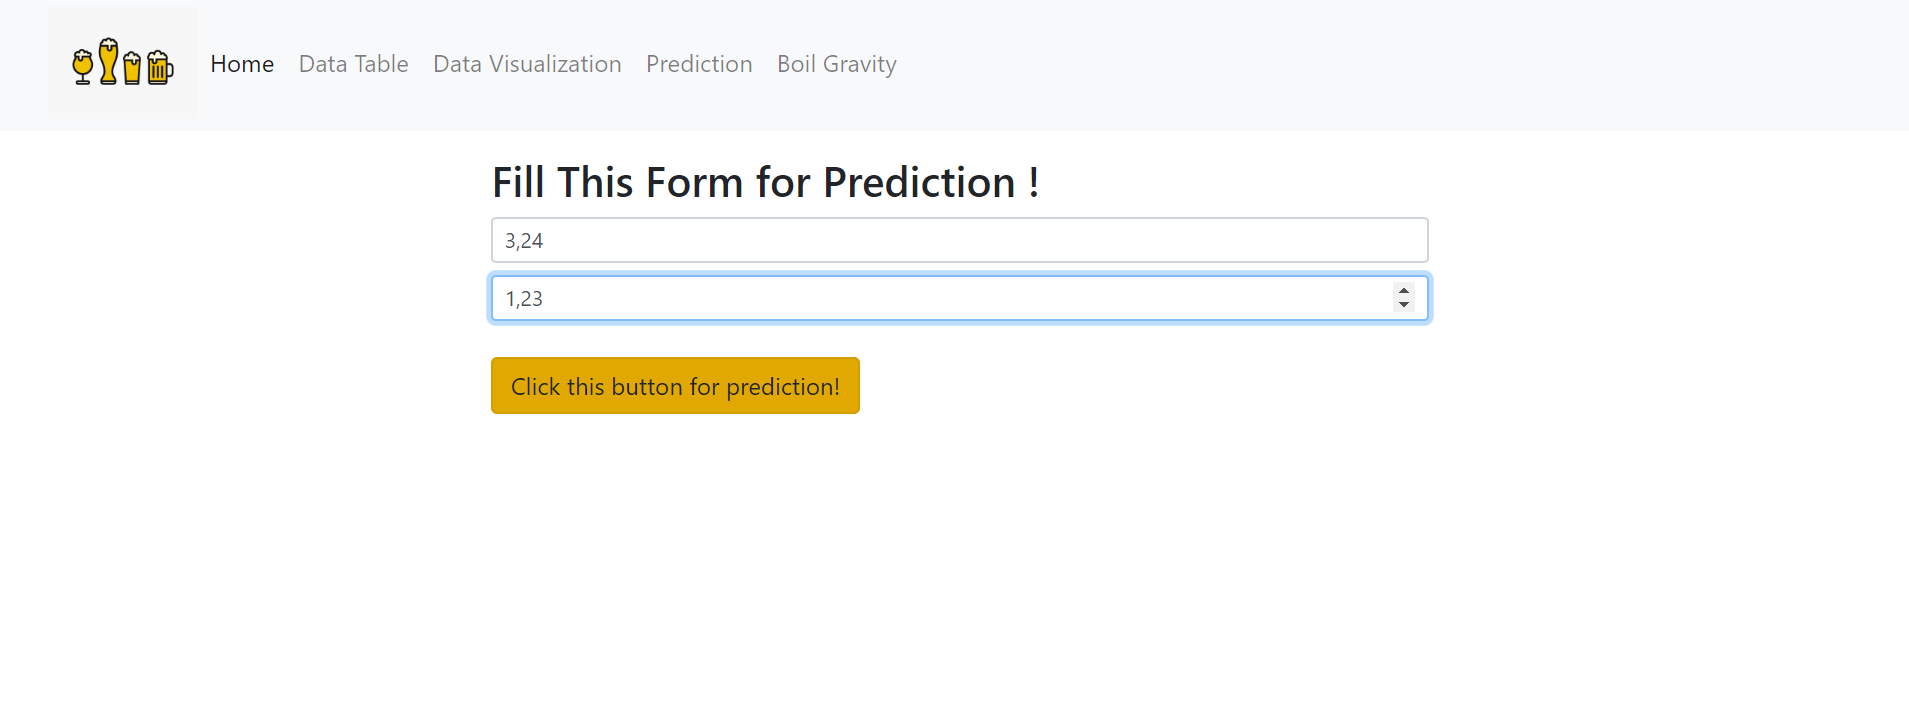 Home Data Table Data Visualization Prediction Boil Gravity
Fill This Form for Prediction !
3,24
1,23
Click this button for prediction!